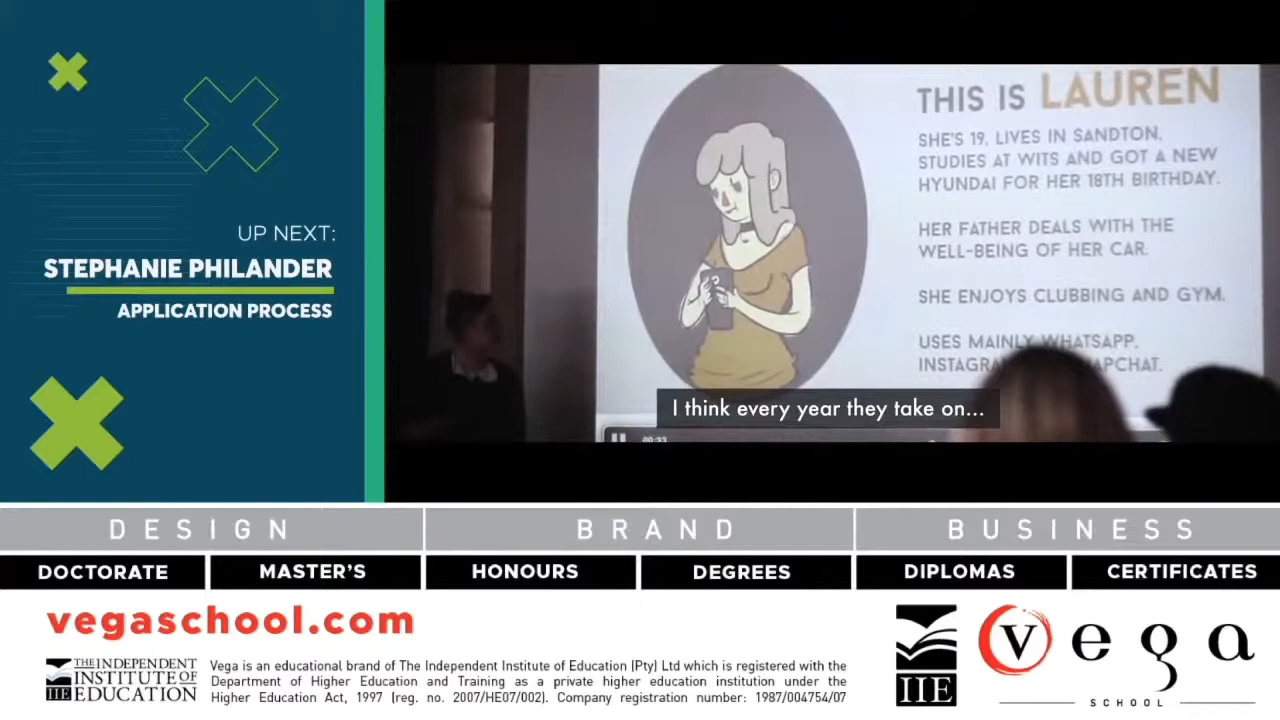 UP NEXT:
STEPHANIE PHILANDER
APPLICATION PROCESS
THIS IS LAUREN
SHE'S 19, LIVES IN SANDTON,
STUDIES AT WITS AND GOT A NEW
HYUNDAI FOR HER 18TH BIRTHDAY.
HER FATHER DEALS WITH THE
WELL-BEING OF HER CAR.
SHE ENJOYS CLUBBING AND GYM.
USES MAINLY WHATSAPP,
I think every year they take on...
00:33
DESIGN BRAND BUSINESS
DOCTORATE MASTER'S HONOURS DEGREES DIPLOMAS CERTIFICATES
vegaschool.com
THE INDEPENDENT
INSTITUTE OF
IIE EDUCATION
Vega is an educational brand of The Independent Institute of Education (Pty) Ltd which is registered with the
Department of Higher Education and Training as a private higher education institution under the
Higher Education Act, 1997 (reg. no. 2007/HE07/002). Company registration number: 1987/004754/07
IIE
vega
SCHOOL